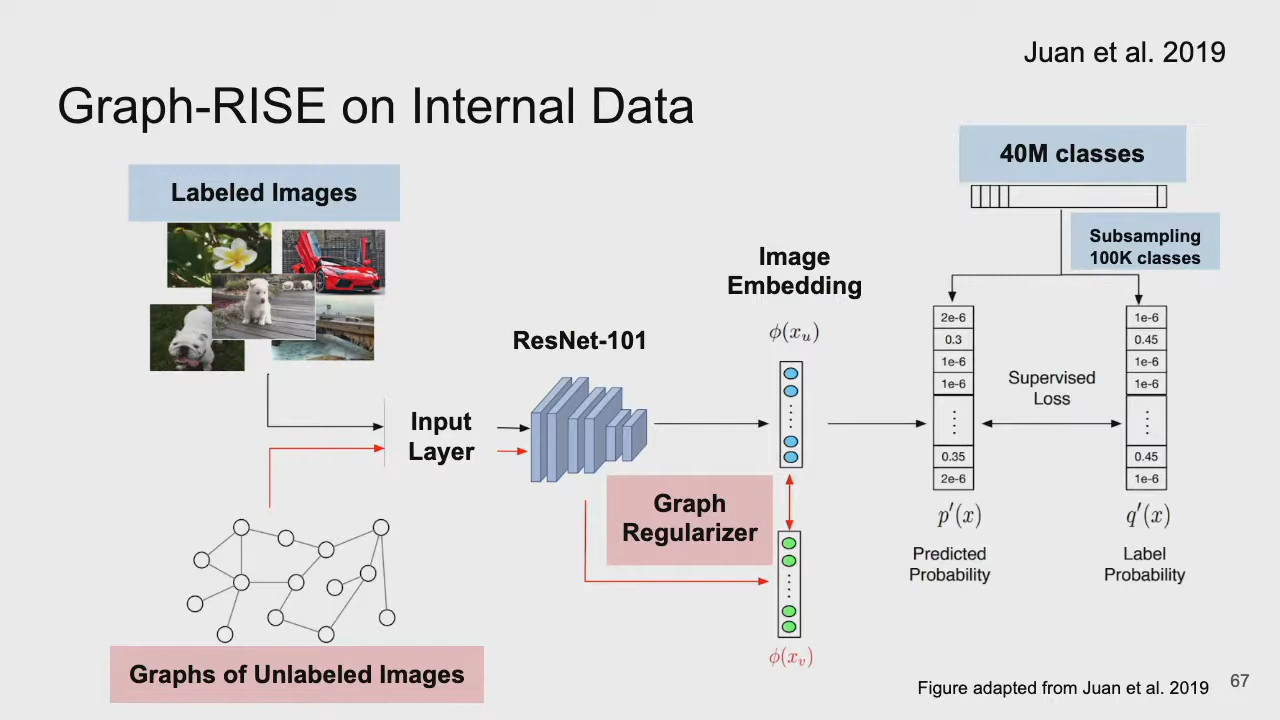 Juan et al. 2019
Graph-RISE on Internal Data
40M classes
Labeled Images
Subsampling
100K classes
Image
Embedding
ϕ(xᵤ)
ResNet-101
Input
Layer
Graph
Regularizer
ϕ(xᵥ)
2e-6
0.3
1e-6
1e-6
⋮
0.35
2e-6
p′(x)
Predicted
Probability
Supervised
Loss
1e-6
0.45
1e-6
1e-6
⋮
0.45
1e-6
q′(x)
Label
Probability
Graphs of Unlabeled Images
Figure adapted from Juan et al. 2019
67